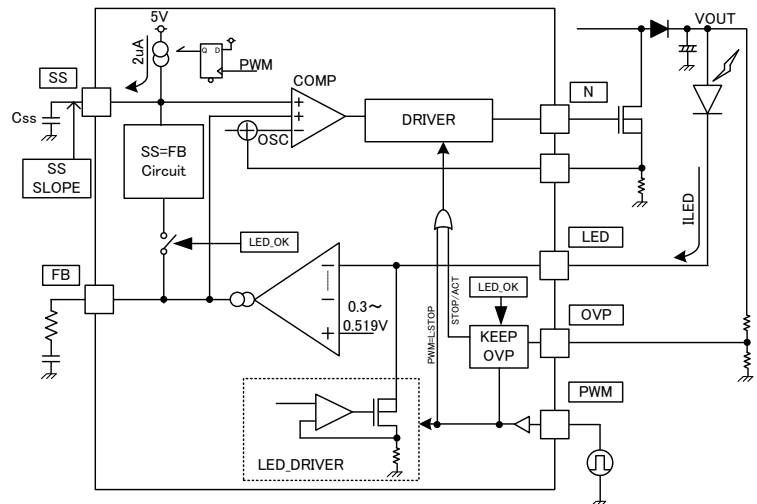 5V
VOUT
2uA
Q D
PWM
SS
COMP
N
Css
DRIVER
OSC
SS=FB
Circuit
SS
SLOPE
ILED
LED
LED_OK
FB
LED_OK
OVP
0.3～
0.519V
PWM=L:STOP
STOP/ACT
KEEP
OVP
PWM
LED_DRIVER